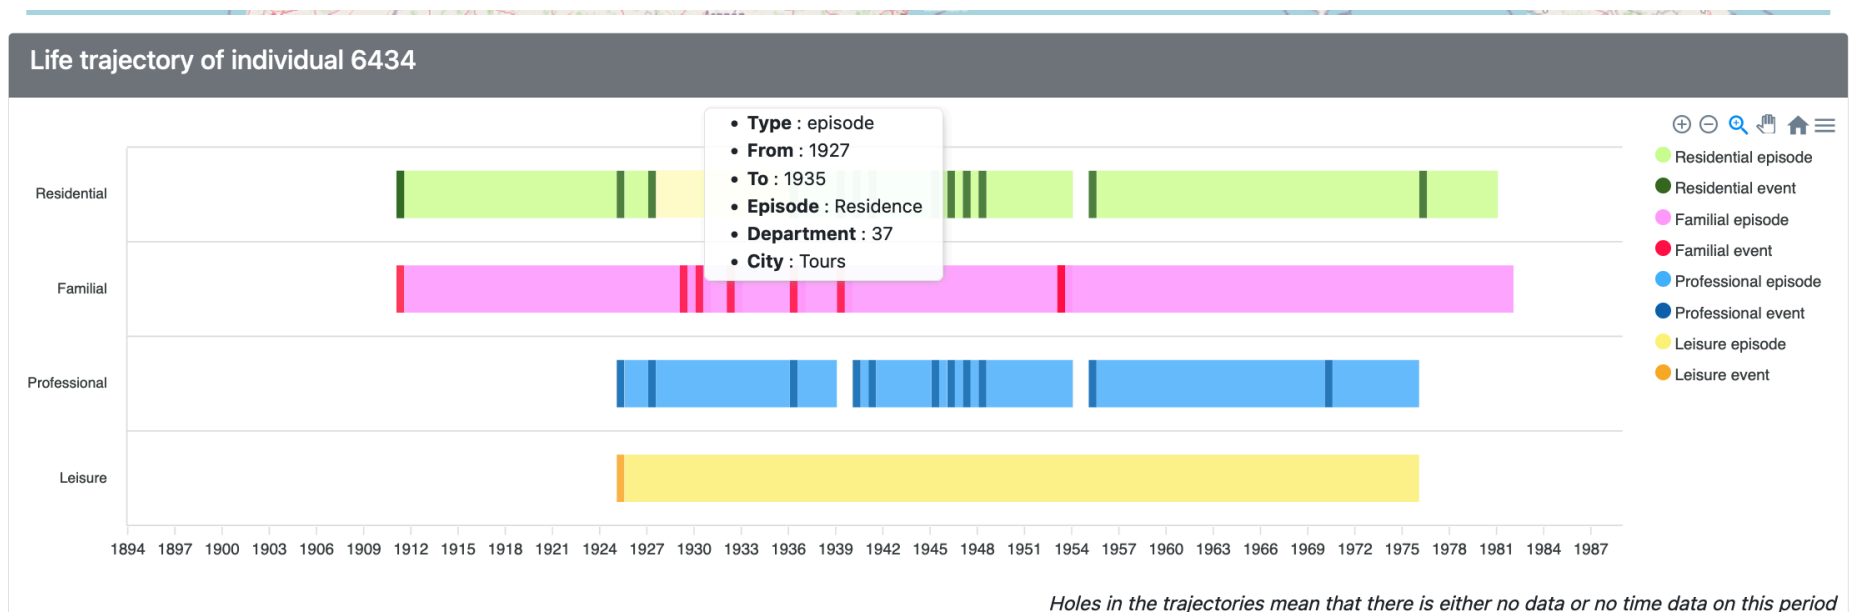 Life trajectory of individual 6434
• Type : episode
• From : 1927
• To : 1935
• Episode : Residence
• Department : 37
• City : Tours
Residential
Familial
Professional
Leisure
Residential episode
Residential event
Familial episode
Familial event
Professional episode
Professional event
Leisure episode
Leisure event
1894 1897 1900 1903 1906 1909 1912 1915 1918 1921 1924 1927 1930 1933 1936 1939 1942 1945 1948 1951 1954 1957 1960 1963 1966 1969 1972 1975 1978 1981 1984 1987
Holes in the trajectories mean that there is either no data or no time data on this period